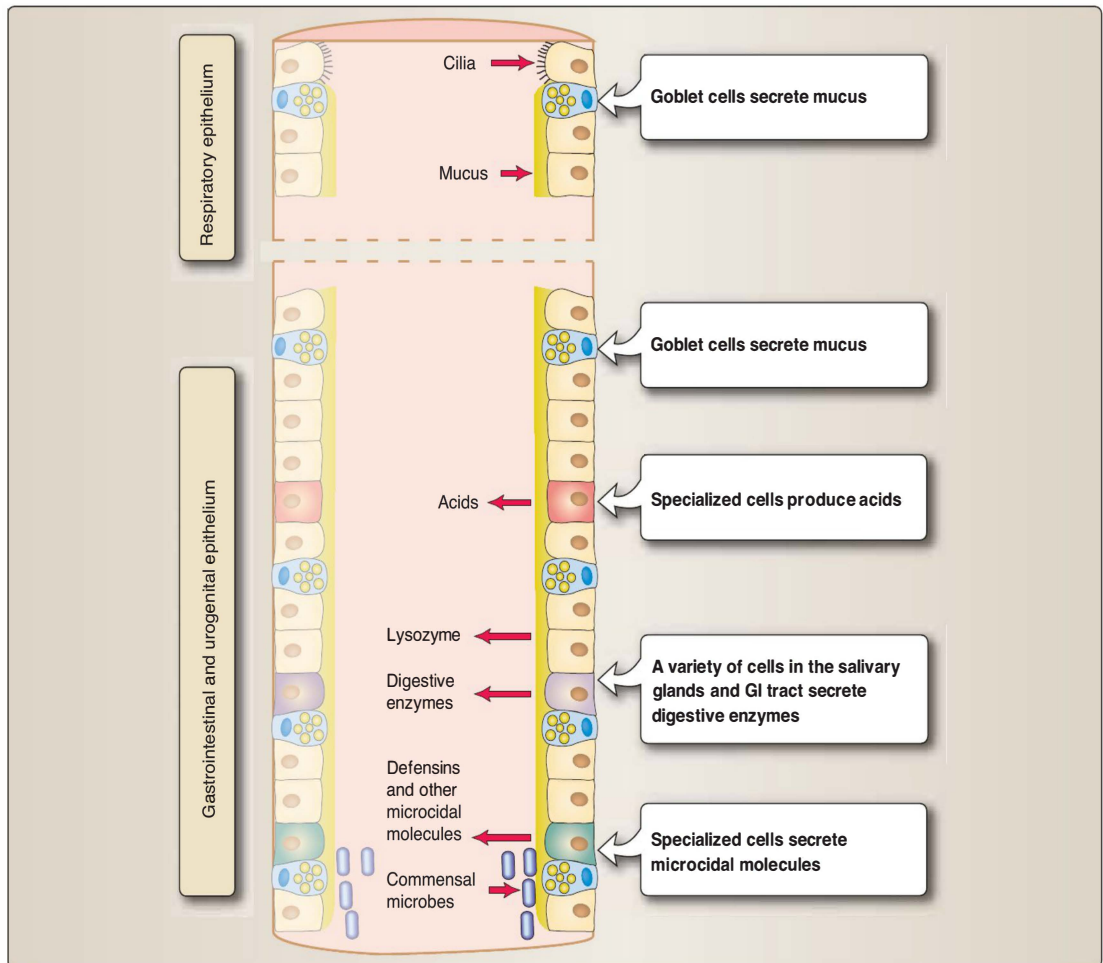 Respiratory epithelium
Cilia
Goblet cells secrete mucus
Mucus
Gastrointestinal and urogenital epithelium
Goblet cells secrete mucus
Acids
Specialized cells produce acids
Lysozyme
Digestive
enzymes
A variety of cells in the salivary
glands and GI tract secrete
digestive enzymes
Defensins
and other
microcidal
molecules
Specialized cells secrete
microcidal molecules
Commensal
microbes